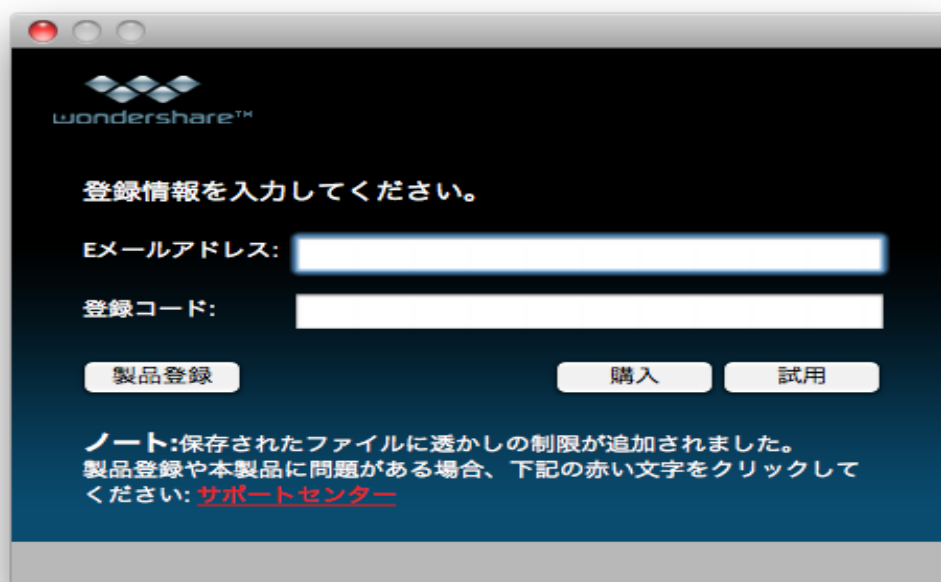 wondershare™
登録情報を入力してください。
Eメールアドレス:
登録コード:
製品登録 購入 試用
ノート:保存されたファイルに透かしの制限が追加されました。
製品登録や本製品に問題がある場合、下記の赤い文字をクリックして
ください: サポートセンター